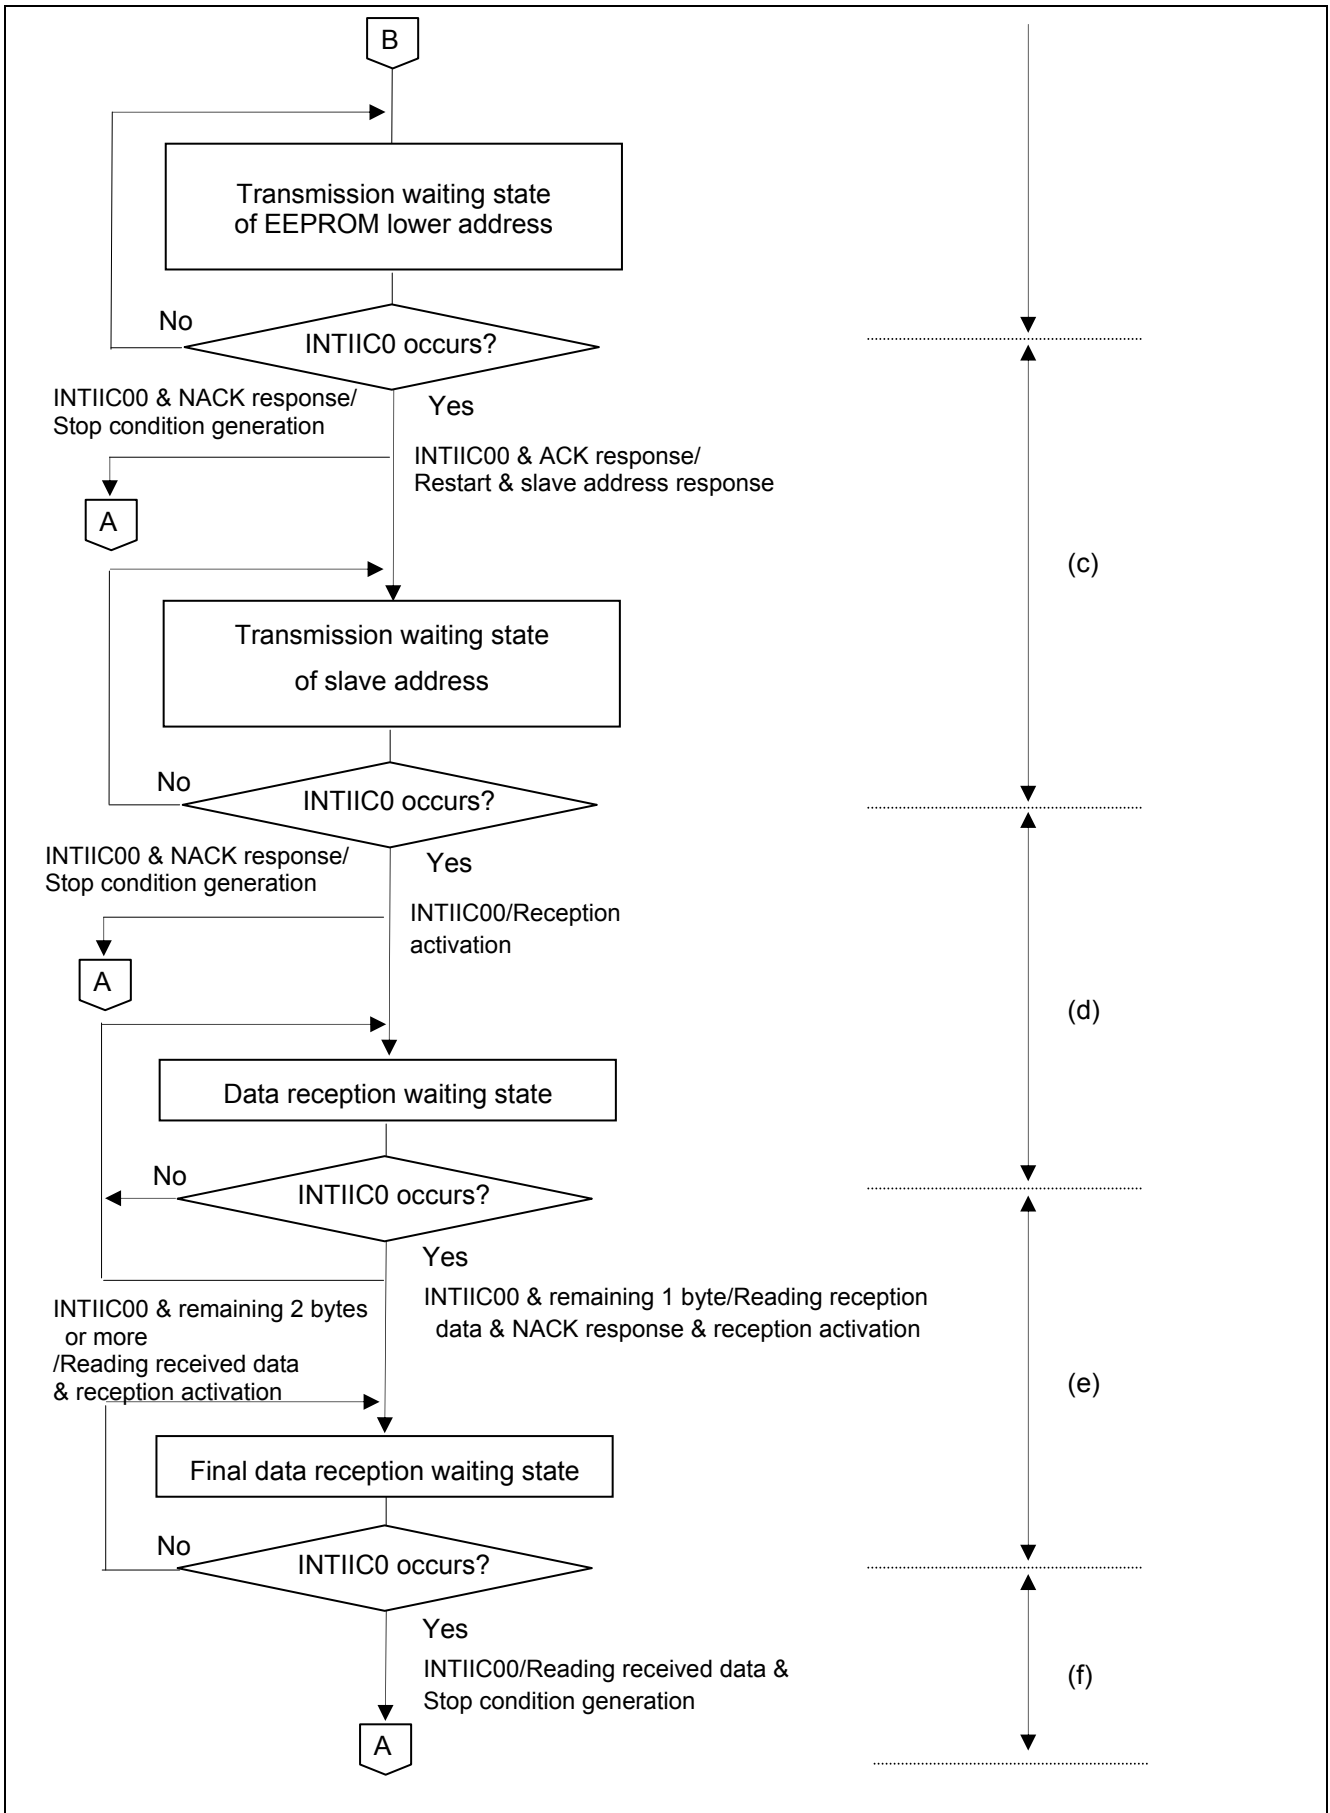 B
Transmission waiting state
of EEPROM lower address
No
INTIIC0 occurs?
INTIIC00 & NACK response/
Stop condition generation
Yes
INTIIC00 & ACK response/
Restart & slave address response
A
(c)
Transmission waiting state
of slave address
No
INTIIC0 occurs?
INTIIC00 & NACK response/
Stop condition generation
Yes
INTIIC00/Reception
activation
A
(d)
Data reception waiting state
No
INTIIC0 occurs?
Yes
INTIIC00 & remaining 2 bytes
or more
/Reading received data
& reception activation
INTIIC00 & remaining 1 byte/Reading reception
data & NACK response & reception activation
(e)
Final data reception waiting state
No
INTIIC0 occurs?
Yes
INTIIC00/Reading received data &
Stop condition generation
(f)
A